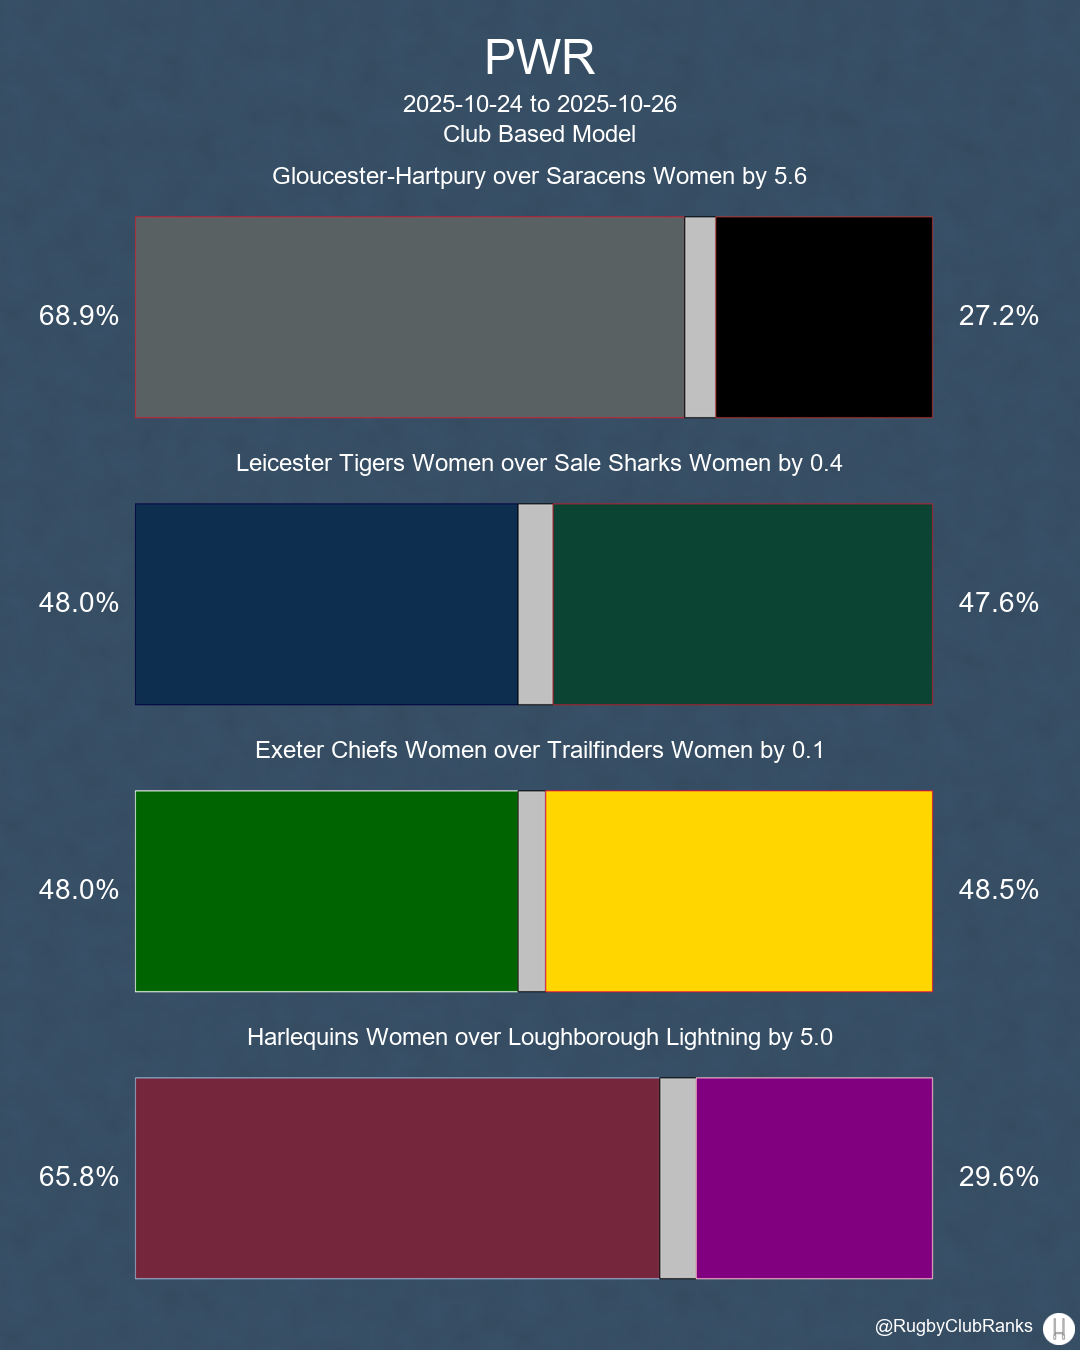 PWR
2025-10-24 to 2025-10-26
Club Based Model
Gloucester-Hartpury over Saracens Women by 5.6
68.9%
27.2%
Leicester Tigers Women over Sale Sharks Women by 0.4
48.0%
47.6%
Exeter Chiefs Women over Trailfinders Women by 0.1
48.0%
48.5%
Harlequins Women over Loughborough Lightning by 5.0
65.8%
29.6%
@RugbyClubRanks